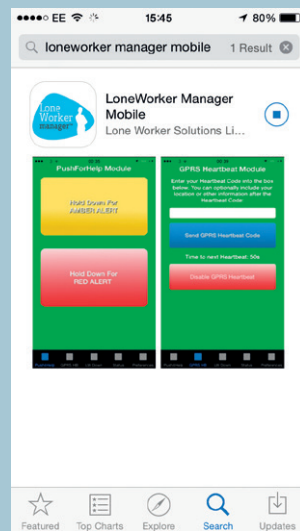 EE 15:45 80%
loneworker manager mobile 1 Result
Lone
Worker
manager
LoneWorker Manager
Mobile
Lone Worker Solutions Li...
PushForHelp Module
Hold Down For
AMBER ALERT
Hold Down For
RED ALERT
GPRS Heartbeat Module
Enter your Heartbeat Code into the box
below. You can optionally include your
location or other information after the
Heartbeat Code:
Send GPRS Heartbeat Code
Time to next Heartbeat: 50s
Disable GPRS Heartbeat
Featured Top Charts Explore Search Updates